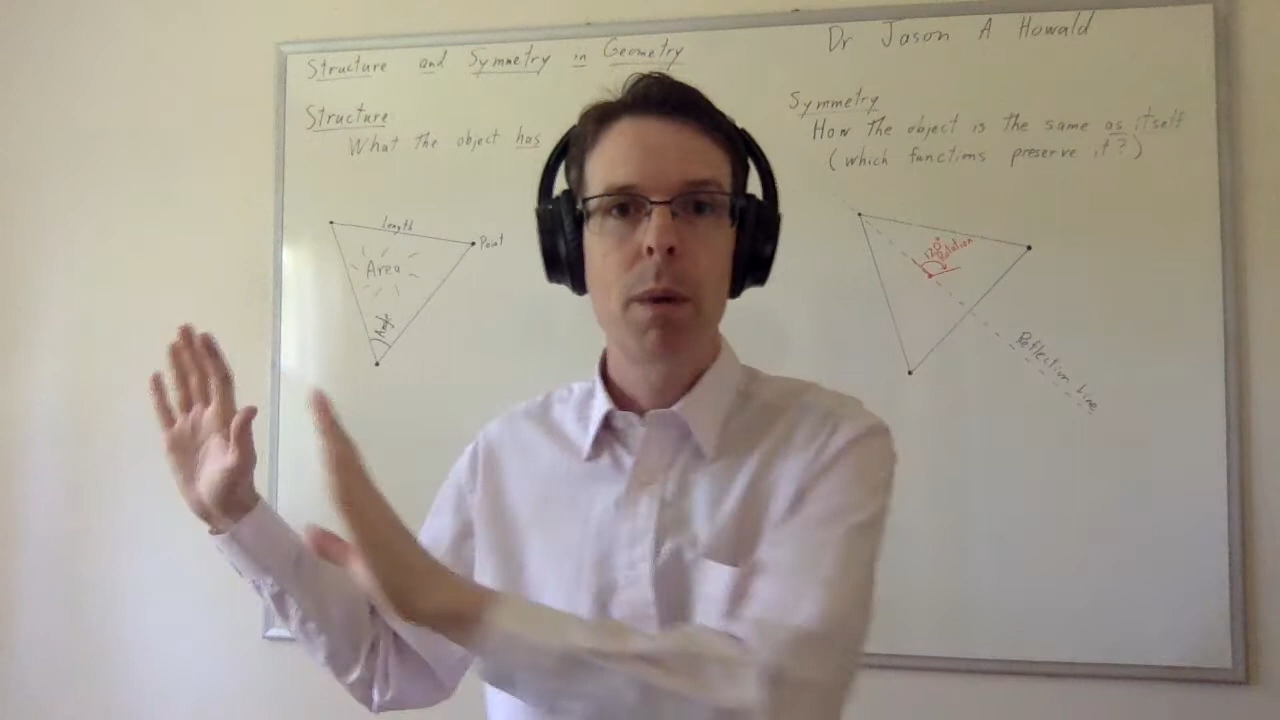 Structure and Symmetry in Geometry
Dr Jason A Howald
Structure:
What the object has
Length
Point
Area
Angle
Symmetry
How the object is the same as itself
(which functions preserve it?)
120°
Rotation
Reflection Line